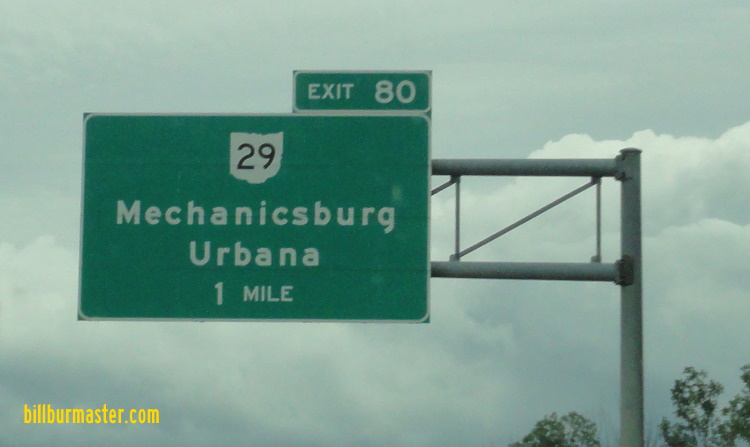 EXIT 80
29
Mechanicsburg
Urbana
1 MILE
billburmaster.com